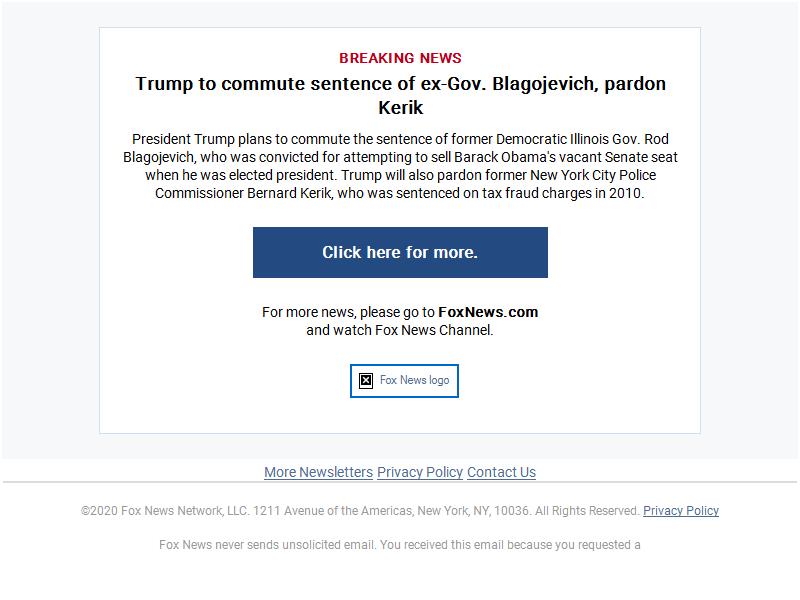 BREAKING NEWS
Trump to commute sentence of ex-Gov. Blagojevich, pardon
Kerik
President Trump plans to commute the sentence of former Democratic Illinois Gov. Rod
Blagojevich, who was convicted for attempting to sell Barack Obama's vacant Senate seat
when he was elected president. Trump will also pardon former New York City Police
Commissioner Bernard Kerik, who was sentenced on tax fraud charges in 2010.
Click here for more.
For more news, please go to FoxNews.com
and watch Fox News Channel.
Fox News logo
More Newsletters Privacy Policy Contact Us
©2020 Fox News Network, LLC. 1211 Avenue of the Americas, New York, NY, 10036. All Rights Reserved. Privacy Policy
Fox News never sends unsolicited email. You received this email because you requested a